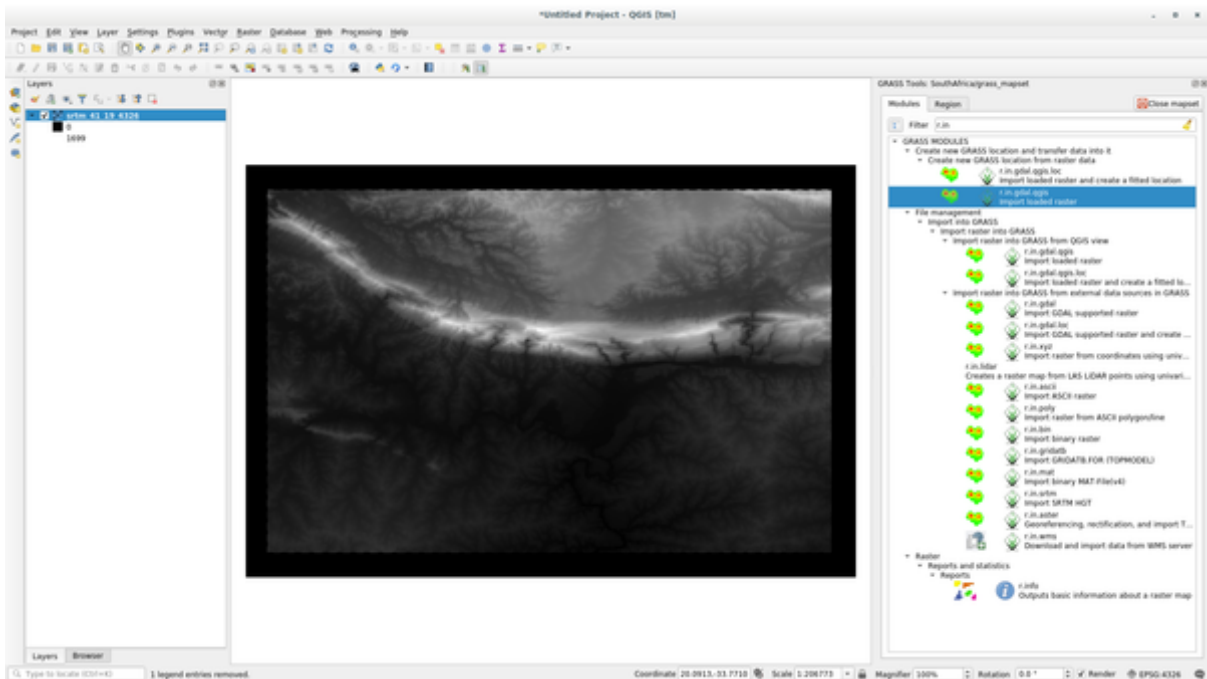 *Untitled Project - QGIS [tm]
Project Edit View Layer Settings Plugins Vector Raster Database Web Processing Help
Layers
srtm_41_19_4326
0
1699
Layers Browser
Type to locate (Ctrl+K)
1 legend entries removed.
Coordinate 20.0913,-33.7710
Scale 1:206773
Magnifier 100%
Rotation 0.0 °
Render
EPSG:4326
GRASS Tools: SouthAfrica/grass_mapset
Modules Region Close mapset
Filter r.in
GRASS MODULES
Create new GRASS location and transfer data into it
Create new GRASS location from raster data
r.in.gdal.qgis.loc
Import loaded raster and create a fitted location
r.in.gdal.qgis
Import loaded raster
File management
Import into GRASS
Import raster into GRASS
Import raster into GRASS from QGIS view
r.in.gdal.qgis
Import loaded raster
r.in.gdal.qgis.loc
Import loaded raster and create a fitted lo...
Import raster into GRASS from external data sources in GRASS
r.in.gdal
Import GDAL supported raster
r.in.gdal.loc
Import GDAL supported raster and create ...
r.in.xyz
Import raster from coordinates using univ...
r.in.lidar
Creates a raster map from LAS LiDAR points using univari...
r.in.ascii
Import ASCII raster
r.in.poly
Import raster from ASCII polygon/line
r.in.bin
Import binary raster
r.in.gridatb
Import GRIDATB.FOR (TOPMODEL)
r.in.mat
Import binary MAT-File(v4)
r.in.srtm
Import SRTM HGT
r.in.aster
Georeferencing, rectification, and import T...
r.in.wms
Download and import data from WMS server
Raster
Reports and statistics
Reports
r.info
Outputs basic information about a raster map